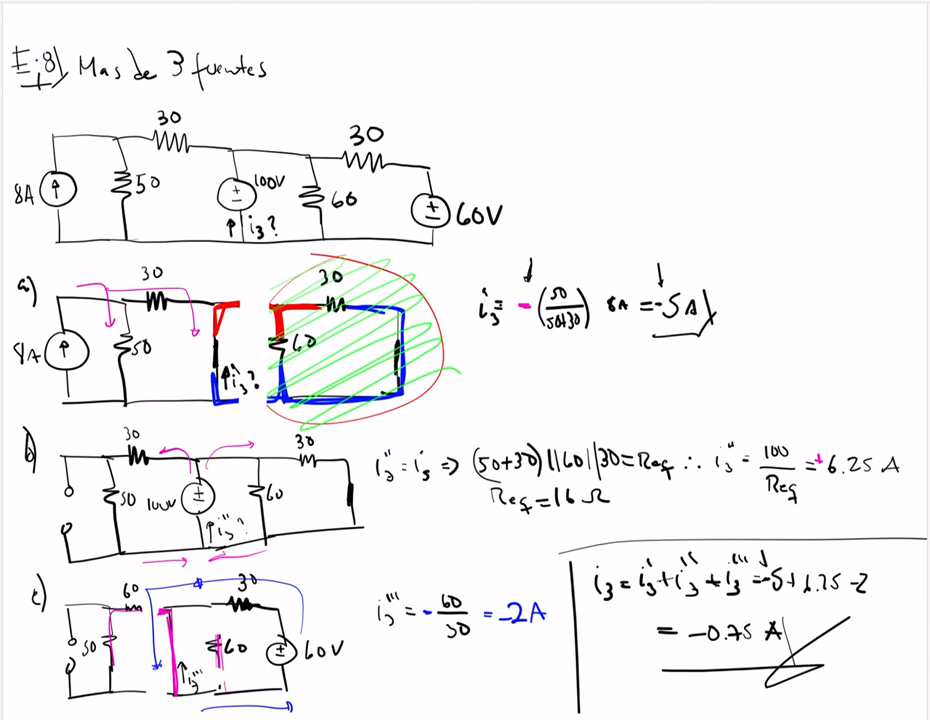 Ej 8) Mas de 3 fuentes
30
30
8A
50
100V
60
60V
i₃?
a)
30
30
8A
50
i₃'?
60
i₃' = -(50/(50+30)) 8A = -5A
b)
30
30
50
100V
60
i₃''?
i₃'' = i₅ => (50+30)||60||30 = Req ∴ i₃'' = 100/Req = +6.25 A
Req = 16 Ω
c)
60
30
50
60
60V
i₃'''
i₃''' = -60/30 = -2A
i₃ = i₃' + i₃'' + i₃''' = -5+6.25-2
= -0.75 A